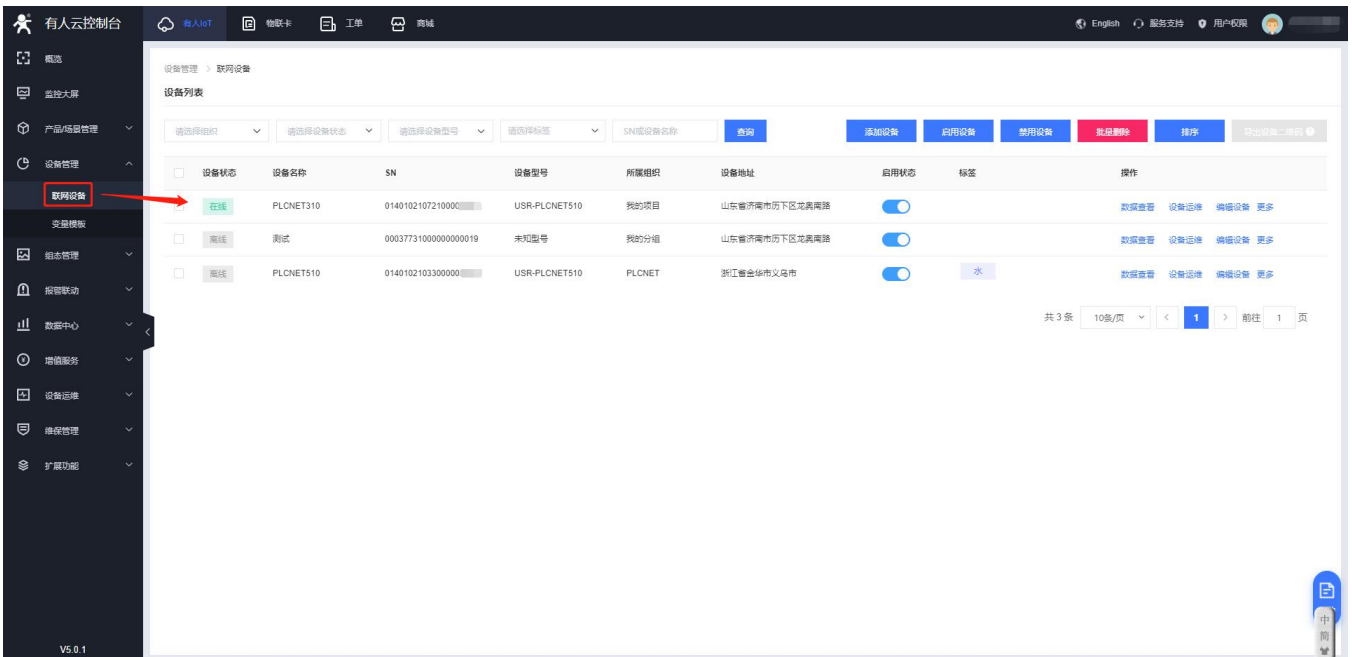 有人云控制台 有人IoT 物联卡 工单 商城 English 服务支持 用户权限
概览
监控大屏
产品/场景管理
设备管理
联网设备
变量模板
组态管理
报警联动
数据中心
增值服务
设备运维
维保管理
扩展功能
V5.0.1
设备管理 > 联网设备
设备列表
请选择组织 请选择设备状态 请选择设备型号 请选择标签 SN或设备名称 查询 添加设备 启用设备 禁用设备 批量删除 排序 导出设备二维码
设备状态 设备名称 SN 设备型号 所属组织 设备地址 启用状态 标签 操作
在线 PLCNET310 0140102107210000 USR-PLCNET510 我的项目 山东省济南市历下区龙奥南路 数据查看 设备运维 编辑设备 更多
离线 测试 00037731000000000019 未知型号 我的分组 山东省济南市历下区龙奥南路 数据查看 设备运维 编辑设备 更多
离线 PLCNET510 0140102103300000 USR-PLCNET510 PLCNET 浙江省金华市义乌市 水 数据查看 设备运维 编辑设备 更多
共 3 条 10条/页 < 1 > 前往 1 页
中
简